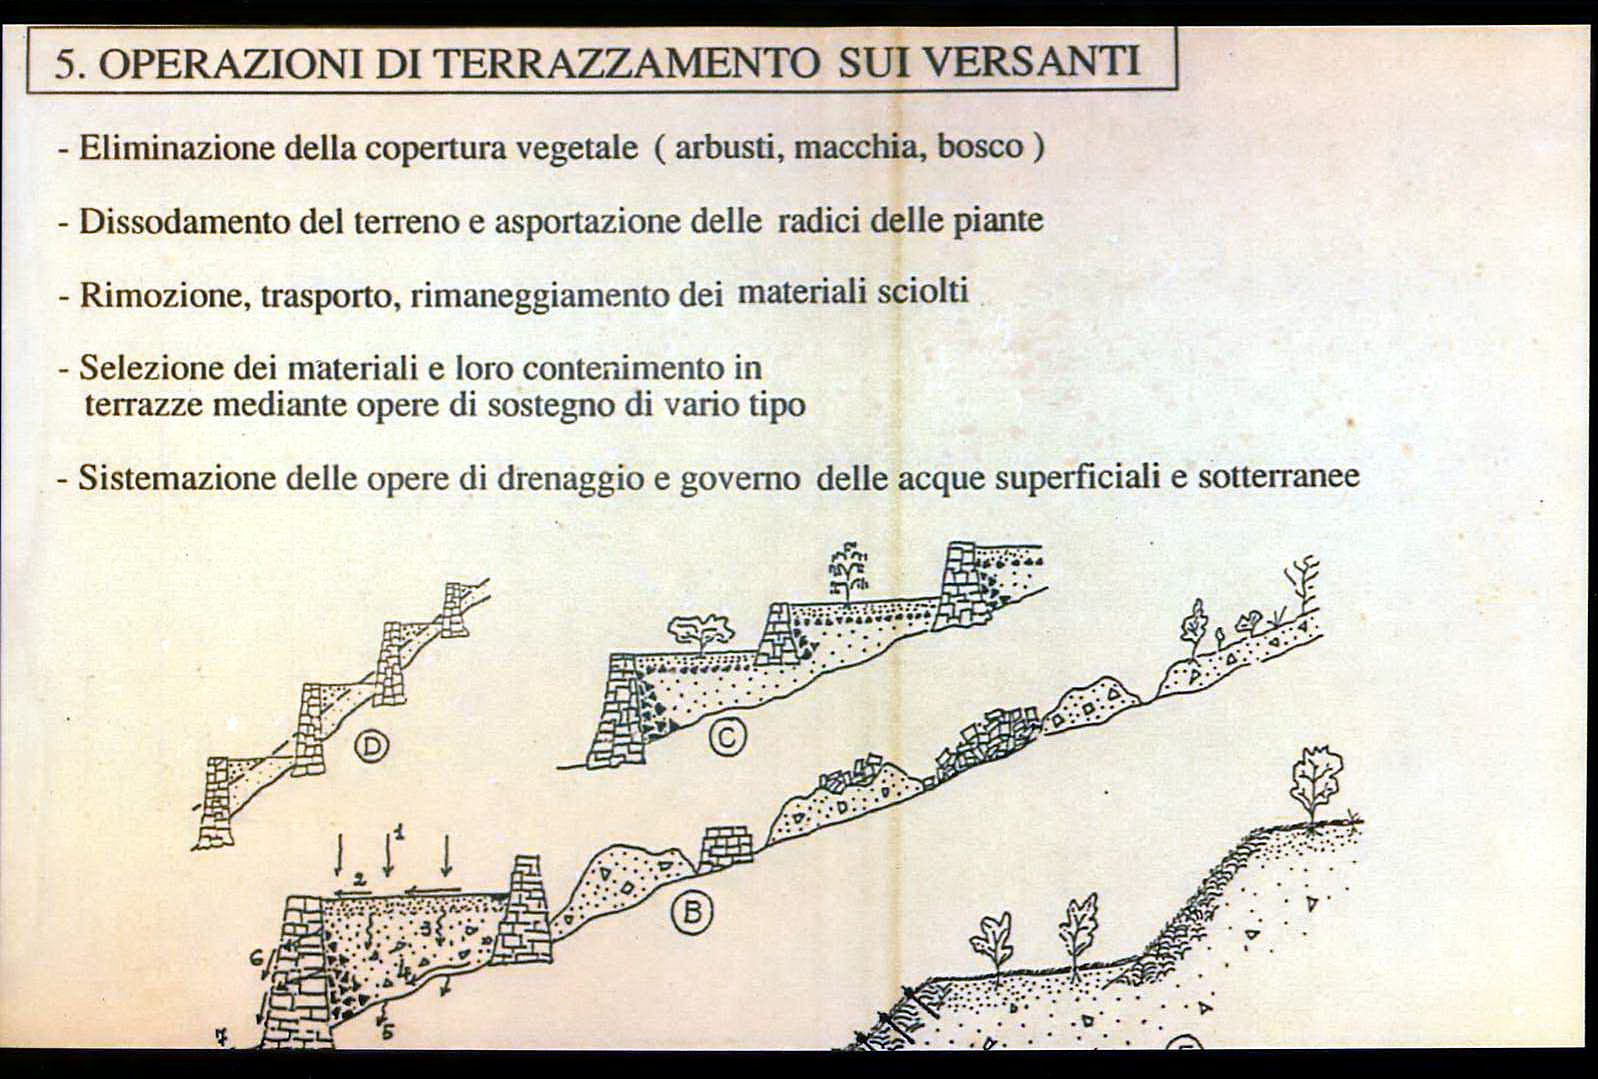 5. OPERAZIONI DI TERRAZZAMENTO SUI VERSANTI
- Eliminazione della copertura vegetale ( arbusti, macchia, bosco )
- Dissodamento del terreno e asportazione delle radici delle piante
- Rimozione, trasporto, rimaneggiamento dei materiali sciolti
- Selezione dei materiali e loro contenimento in
terrazze mediante opere di sostegno di vario tipo
- Sistemazione delle opere di drenaggio e governo delle acque superficiali e sotterranee
D
C
B
1
2
3
4
6
5
7